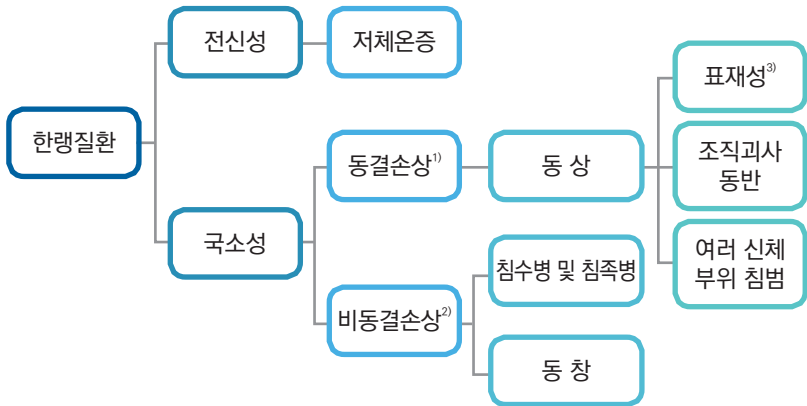 전신성
저체온증
표재성³⁾
한랭질환
동결손상¹⁾
동 상
조직괴사
동반
국소성
침수병 및 침족병
여러 신체
부위 침범
비동결손상²⁾
동 창